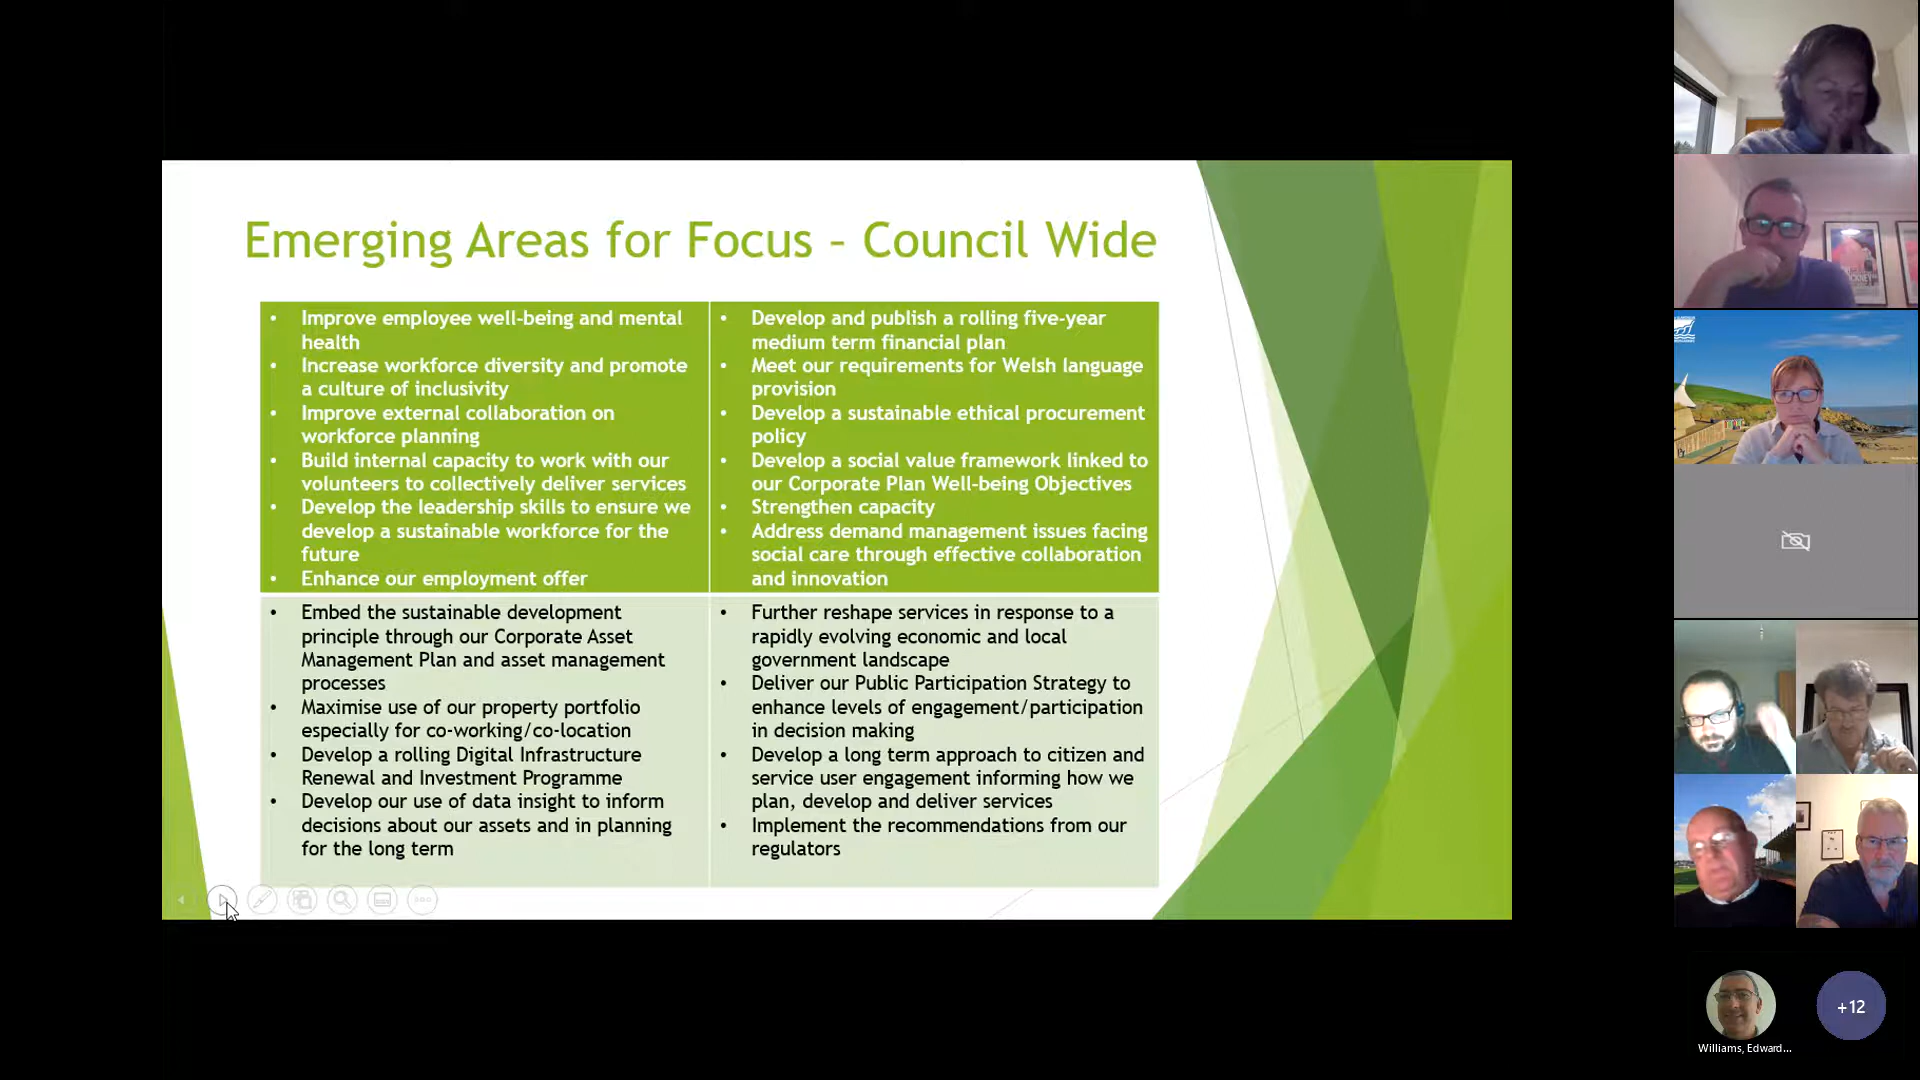 Emerging Areas for Focus – Council Wide
• Improve employee well-being and mental
health
• Increase workforce diversity and promote
a culture of inclusivity
• Improve external collaboration on
workforce planning
• Build internal capacity to work with our
volunteers to collectively deliver services
• Develop the leadership skills to ensure we
develop a sustainable workforce for the
future
• Enhance our employment offer
• Develop and publish a rolling five-year
medium term financial plan
• Meet our requirements for Welsh language
provision
• Develop a sustainable ethical procurement
policy
• Develop a social value framework linked to
our Corporate Plan Well-being Objectives
• Strengthen capacity
• Address demand management issues facing
social care through effective collaboration
and innovation
• Embed the sustainable development
principle through our Corporate Asset
Management Plan and asset management
processes
• Maximise use of our property portfolio
especially for co-working/co-location
• Develop a rolling Digital Infrastructure
Renewal and Investment Programme
• Develop our use of data insight to inform
decisions about our assets and in planning
for the long term
• Further reshape services in response to a
rapidly evolving economic and local
government landscape
• Deliver our Public Participation Strategy to
enhance levels of engagement/participation
in decision making
• Develop a long term approach to citizen and
service user engagement informing how we
plan, develop and deliver services
• Implement the recommendations from our
regulators
+12
Williams, Edward...